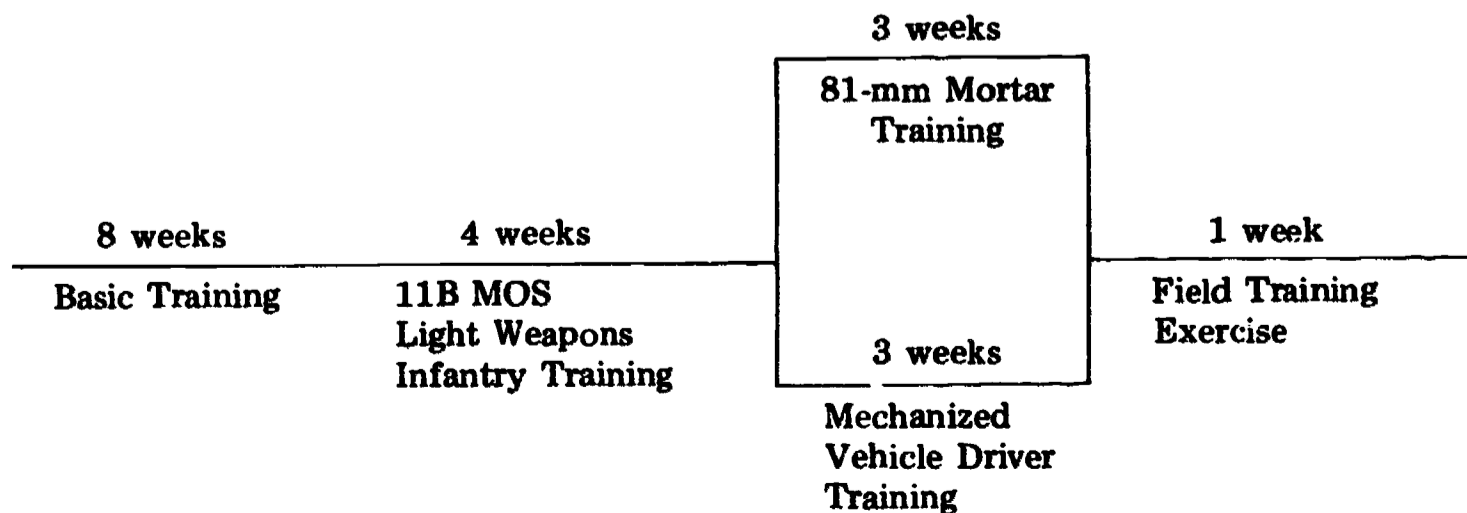 3 weeks
81-mm Mortar
Training
8 weeks
Basic Training
4 weeks
11B MOS
Light Weapons
Infantry Training
3 weeks
Mechanized
Vehicle Driver
Training
1 week
Field Training
Exercise